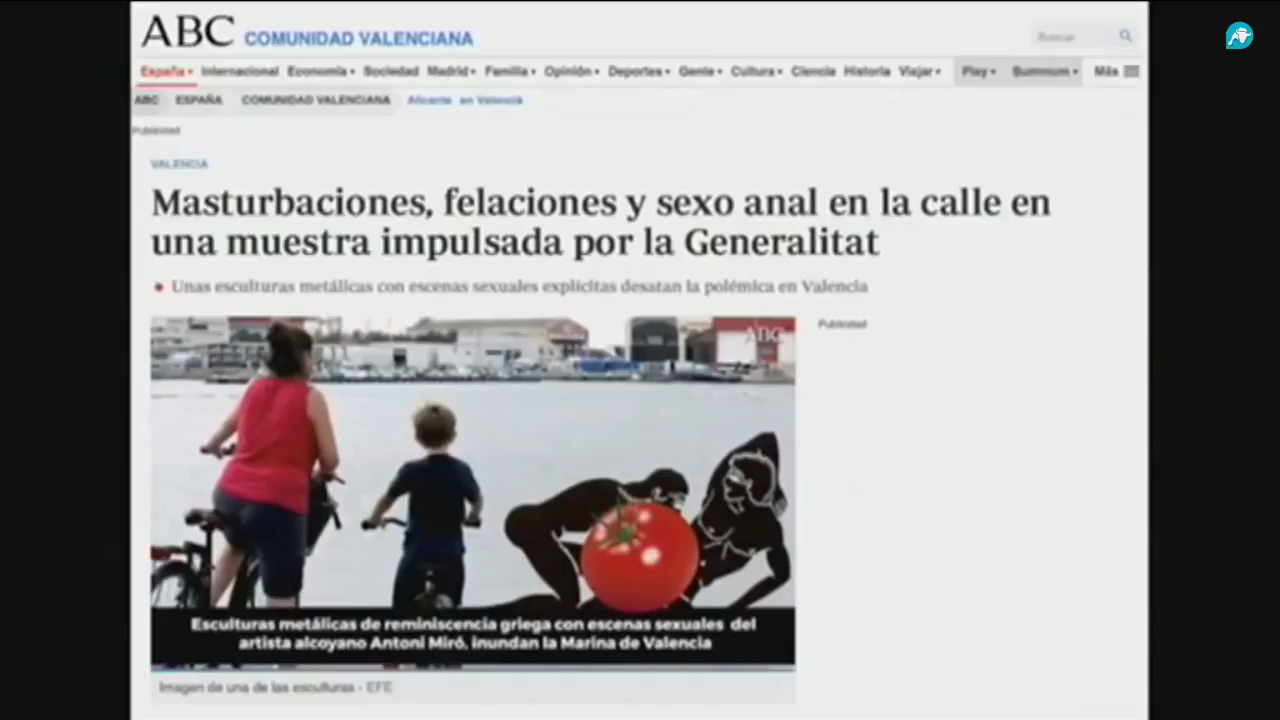 ABC COMUNIDAD VALENCIANA
Buscar
España Internacional Economía Sociedad Madrid Familia Opinión Deportes Gente Cultura Ciencia Historia Viajar Play Summum Más
ABC ESPAÑA COMUNIDAD VALENCIANA Alicante en Valencià
Publicidad
VALENCIA
Masturbaciones, felaciones y sexo anal en la calle en
una muestra impulsada por la Generalitat
Unas esculturas metálicas con escenas sexuales explícitas desatan la polémica en Valencia
Publicidad
ABC
Esculturas metálicas de reminiscencia griega con escenas sexuales del
artista alcoyano Antoni Miró, inundan la Marina de Valencia
Imagen de una de las esculturas - EFE